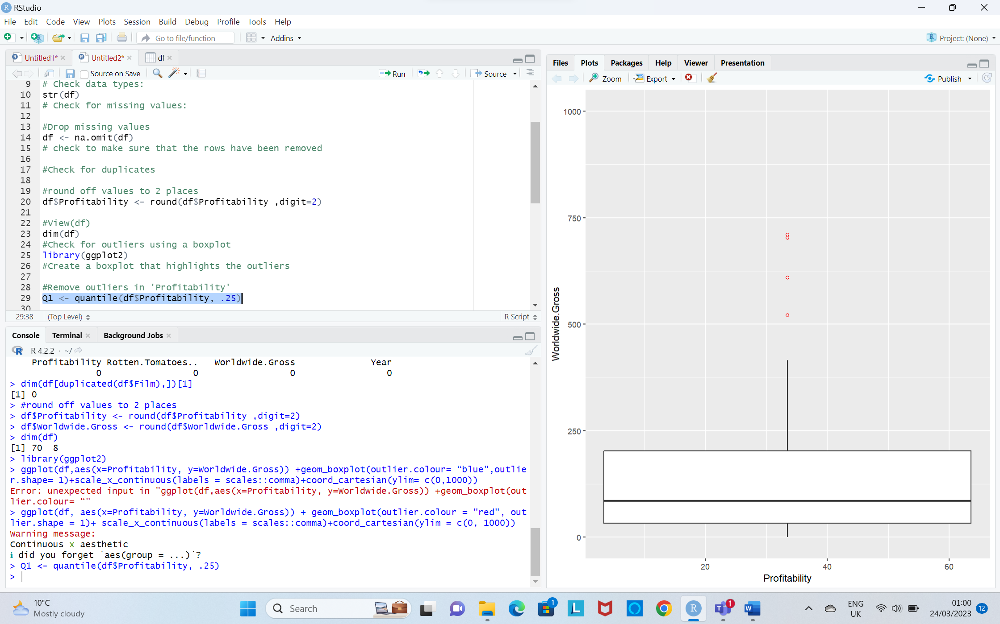 RStudio
File Edit Code View Plots Session Build Debug Profile Tools Help
Go to file/function Addins Project: (None)
Untitled1* Untitled2* df
Source on Save Run Source
9 # Check data types:
10 str(df)
11 # Check for missing values:
12
13 #Drop missing values
14 df <- na.omit(df)
15 # check to make sure that the rows have been removed
16
17 #Check for duplicates
18
19 #round off values to 2 places
20 df$Profitability <- round(df$Profitability ,digit=2)
21
22 #View(df)
23 dim(df)
24 #Check for outliers using a boxplot
25 library(ggplot2)
26 #Create a boxplot that highlights the outliers
27
28 #Remove outliers in 'Profitability'
29 Q1 <- quantile(df$Profitability, .25)
30
29:38 (Top Level) R Script
Console Terminal Background Jobs
R 4.2.2 · ~/
Profitability Rotten.Tomatoes.. Worldwide.Gross Year
0 0 0 0
> dim(df[duplicated(df$Film),])[1]
[1] 0
> #round off values to 2 places
> df$Profitability <- round(df$Profitability ,digit=2)
> df$Worldwide.Gross <- round(df$Worldwide.Gross ,digit=2)
> dim(df)
[1] 70 8
> library(ggplot2)
> ggplot(df,aes(x=Profitability, y=Worldwide.Gross)) +geom_boxplot(outlier.colour= “blue",outlie
r.shape= 1)+scale_x_continuous(labels = scales::comma)+coord_cartesian(ylim= c(0,1000))
Error: unexpected input in "ggplot(df,aes(x=Profitability, y=Worldwide.Gross)) +geom_boxplot(out
lier.colour= “"
> ggplot(df, aes(x=Profitability, y=Worldwide.Gross)) + geom_boxplot(outlier.colour = "red", out
lier.shape = 1)+ scale_x_continuous(labels = scales::comma)+coord_cartesian(ylim = c(0, 1000))
Warning message:
Continuous x aesthetic
i did you forget `aes(group = ...)`?
> Q1 <- quantile(df$Profitability, .25)
>
Files Plots Packages Help Viewer Presentation
Zoom Export Publish
1000
750
500
250
0
Worldwide.Gross
20 40 60
Profitability
10°C
Mostly cloudy
Search
1
1
ENG
UK
01:00
24/03/2023
12